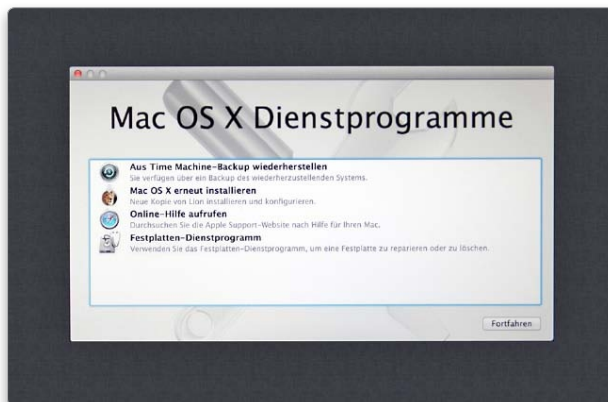 Mac OS X Dienstprogramme
Aus Time Machine-Backup wiederherstellen
Sie verfügen über ein Backup des wiederherzustellenden Systems.
Mac OS X erneut installieren
Neue Kopie von Lion installieren und konfigurieren.
Online-Hilfe aufrufen
Durchsuchen Sie die Apple Support-Website nach Hilfe für Ihren Mac.
Festplatten-Dienstprogramm
Verwenden Sie das Festplatten-Dienstprogramm, um eine Festplatte zu reparieren oder zu löschen.
Fortfahren